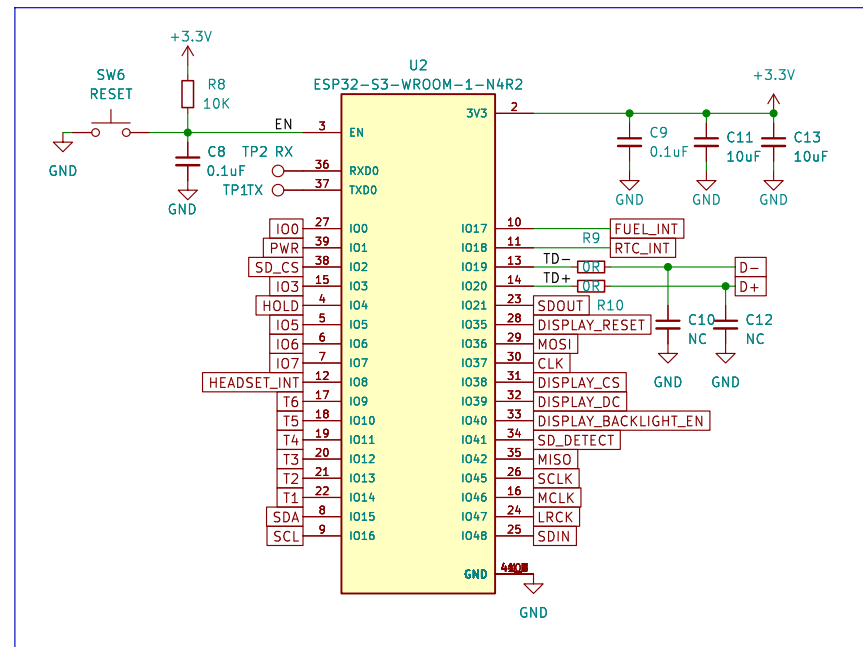 +3.3V
SW6
RESET
R8
10K
GND
C8
0.1uF
GND
EN
TP2 RX
TP1TX
U2
ESP32-S3-WROOM-1-N4R2
3 EN
36 RXD0
37 TXD0
IO0 27 IO0
PWR 39 IO1
SD_CS 38 IO2
IO3 15 IO3
HOLD 4 IO4
IO5 5 IO5
IO6 6 IO6
IO7 7 IO7
HEADSET_INT 12 IO8
T6 17 IO9
T5 18 IO10
T4 19 IO11
T3 20 IO12
T2 21 IO13
T1 22 IO14
SDA 8 IO15
SCL 9 IO16
3V3 2
IO17 10 FUEL_INT
IO18 11 RTC_INT
IO19 13 TD- R9 0R D-
IO20 14 TD+ 0R D+
IO21 23 SDOUT R10
IO35 28 DISPLAY_RESET
IO36 29 MOSI
IO37 30 CLK
IO38 31 DISPLAY_CS
IO39 32 DISPLAY_DC
IO40 33 DISPLAY_BACKLIGHT_EN
IO41 34 SD_DETECT
IO42 35 MISO
IO45 26 SCLK
IO46 16 MCLK
IO47 24 LRCK
IO48 25 SDIN
GND
GND
+3.3V
C9
0.1uF
C11
10uF
C13
10uF
GND
GND
GND
C10
NC
C12
NC
GND
GND